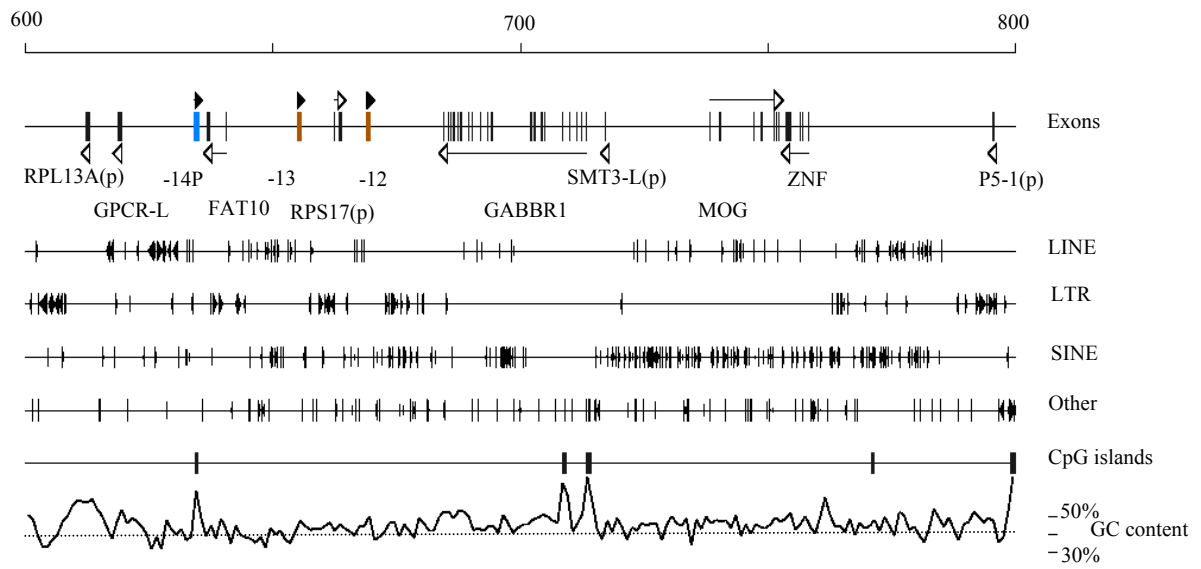 600 700 800
Exons
RPL13A(p) -14P -13 -12 SMT3-L(p) ZNF P5-1(p)
GPCR-L FAT10 RPS17(p) GABBR1 MOG
LINE
LTR
SINE
Other
CpG islands
50%
GC content
30%